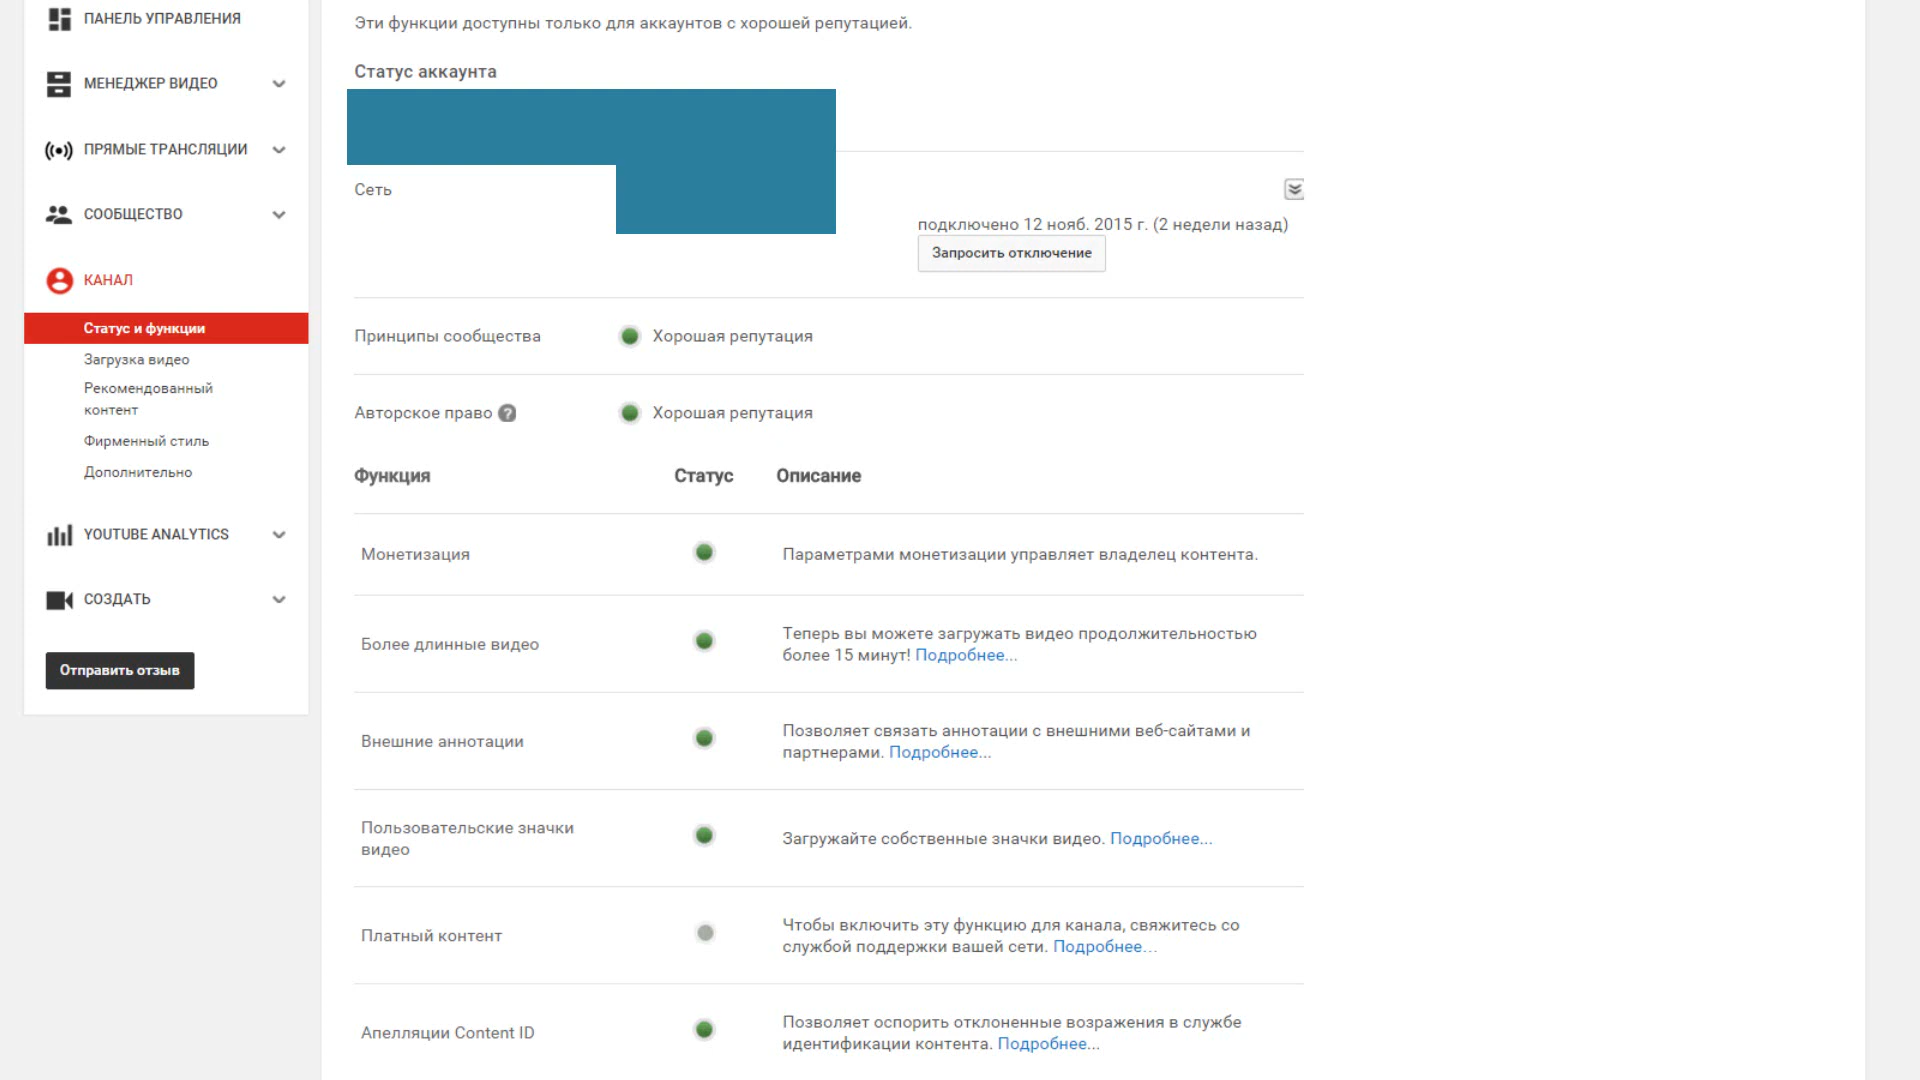 ПАНЕЛЬ УПРАВЛЕНИЯ
МЕНЕДЖЕР ВИДЕО
ПРЯМЫЕ ТРАНСЛЯЦИИ
СООБЩЕСТВО
КАНАЛ
Статус и функции
Загрузка видео
Рекомендованный
контент
Фирменный стиль
Дополнительно
YOUTUBE ANALYTICS
СОЗДАТЬ
Отправить отзыв
Эти функции доступны только для аккаунтов с хорошей репутацией.
Статус аккаунта
Сеть
подключено 12 нояб. 2015 г. (2 недели назад)
Запросить отключение
Принципы сообщества Хорошая репутация
Авторское право ? Хорошая репутация
Функция Статус Описание
Монетизация Параметрами монетизации управляет владелец контента.
Более длинные видео
Теперь вы можете загружать видео продолжительностью
более 15 минут! Подробнее...
Внешние аннотации
Позволяет связать аннотации с внешними веб-сайтами и
партнерами. Подробнее...
Пользовательские значки
видео
Загружайте собственные значки видео. Подробнее...
Платный контент
Чтобы включить эту функцию для канала, свяжитесь со
службой поддержки вашей сети. Подробнее...
Апелляции Content ID
Позволяет оспорить отклоненные возражения в службе
идентификации контента. Подробнее...